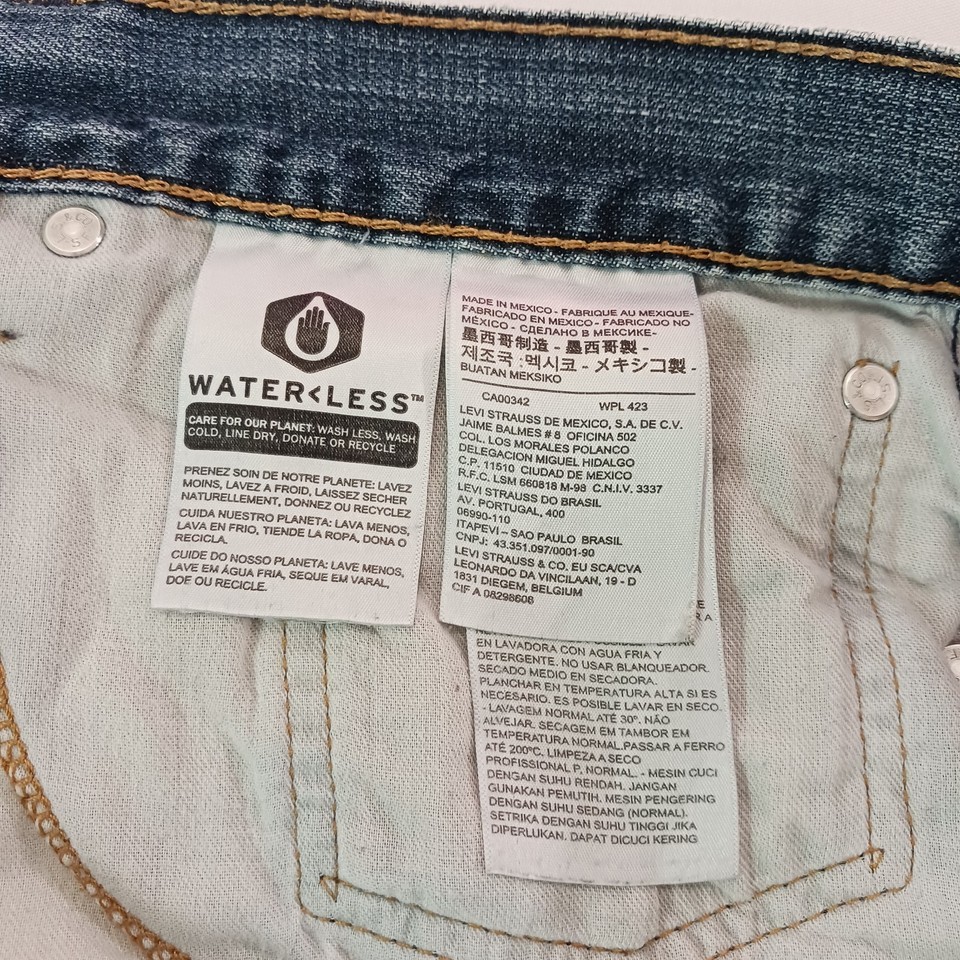 WATER<LESS™
CARE FOR OUR PLANET: WASH LESS, WASH
COLD, LINE DRY, DONATE OR RECYCLE
PRENEZ SOIN DE NOTRE PLANETE: LAVEZ
MOINS, LAVEZ A FROID, LAISSEZ SECHER
NATURELLEMENT, DONNEZ OU RECYCLEZ
CUIDA NUESTRO PLANETA: LAVA MENOS,
LAVA EN FRIO, TIENDE LA ROPA, DONA O
RECICLA.
CUIDE DO NOSSO PLANETA: LAVE MENOS,
LAVE EM ÁGUA FRIA, SEQUE EM VARAL,
DOE OU RECICLE.
MADE IN MEXICO - FABRIQUE AU MEXIQUE-
FABRICADO EN MEXICO - FABRICADO NO
MÉXICO - СДЕЛАНО В МЕКСИКЕ-
墨西哥制造 - 墨西哥製 -
제조국 :멕시코 - メキシコ製 -
BUATAN MEKSIKO
CA00342 WPL 423
LEVI STRAUSS DE MEXICO, S.A. DE C.V.
JAIME BALMES # 8 OFICINA 502
COL. LOS MORALES POLANCO
DELEGACION MIGUEL HIDALGO
C.P. 11510 CIUDAD DE MEXICO
R.F.C. LSM 660818 M-98 C.N.I.V. 3337
LEVI STRAUSS DO BRASIL
AV. PORTUGAL, 400
06990-110
ITAPEVI – SAO PAULO BRASIL
CNPJ: 43.351.097/0001-90
LEVI STRAUSS & CO. EU SCA/CVA
LEONARDO DA VINCILAAN, 19 - D
1831 DIEGEM, BELGIUM
CIF A 08298608
EN LAVADORA CON AGUA FRIA Y
DETERGENTE. NO USAR BLANQUEADOR.
SECADO MEDIO EN SECADORA.
PLANCHAR EN TEMPERATURA ALTA SI ES
NECESARIO. ES POSIBLE LAVAR EN SECO.
- LAVAGEM NORMAL ATÉ 30°. NÃO
ALVEJAR. SECAGEM EM TAMBOR EM
TEMPERATURA NORMAL.PASSAR A FERRO
ATÉ 200ºC. LIMPEZA A SECO
PROFISSIONAL P, NORMAL. - MESIN CUCI
DENGAN SUHU RENDAH. JANGAN
GUNAKAN PEMUTIH. MESIN PENGERING
DENGAN SUHU SEDANG (NORMAL).
SETRIKA DENGAN SUHU TINGGI JIKA
DIPERLUKAN. DAPAT DICUCI KERING